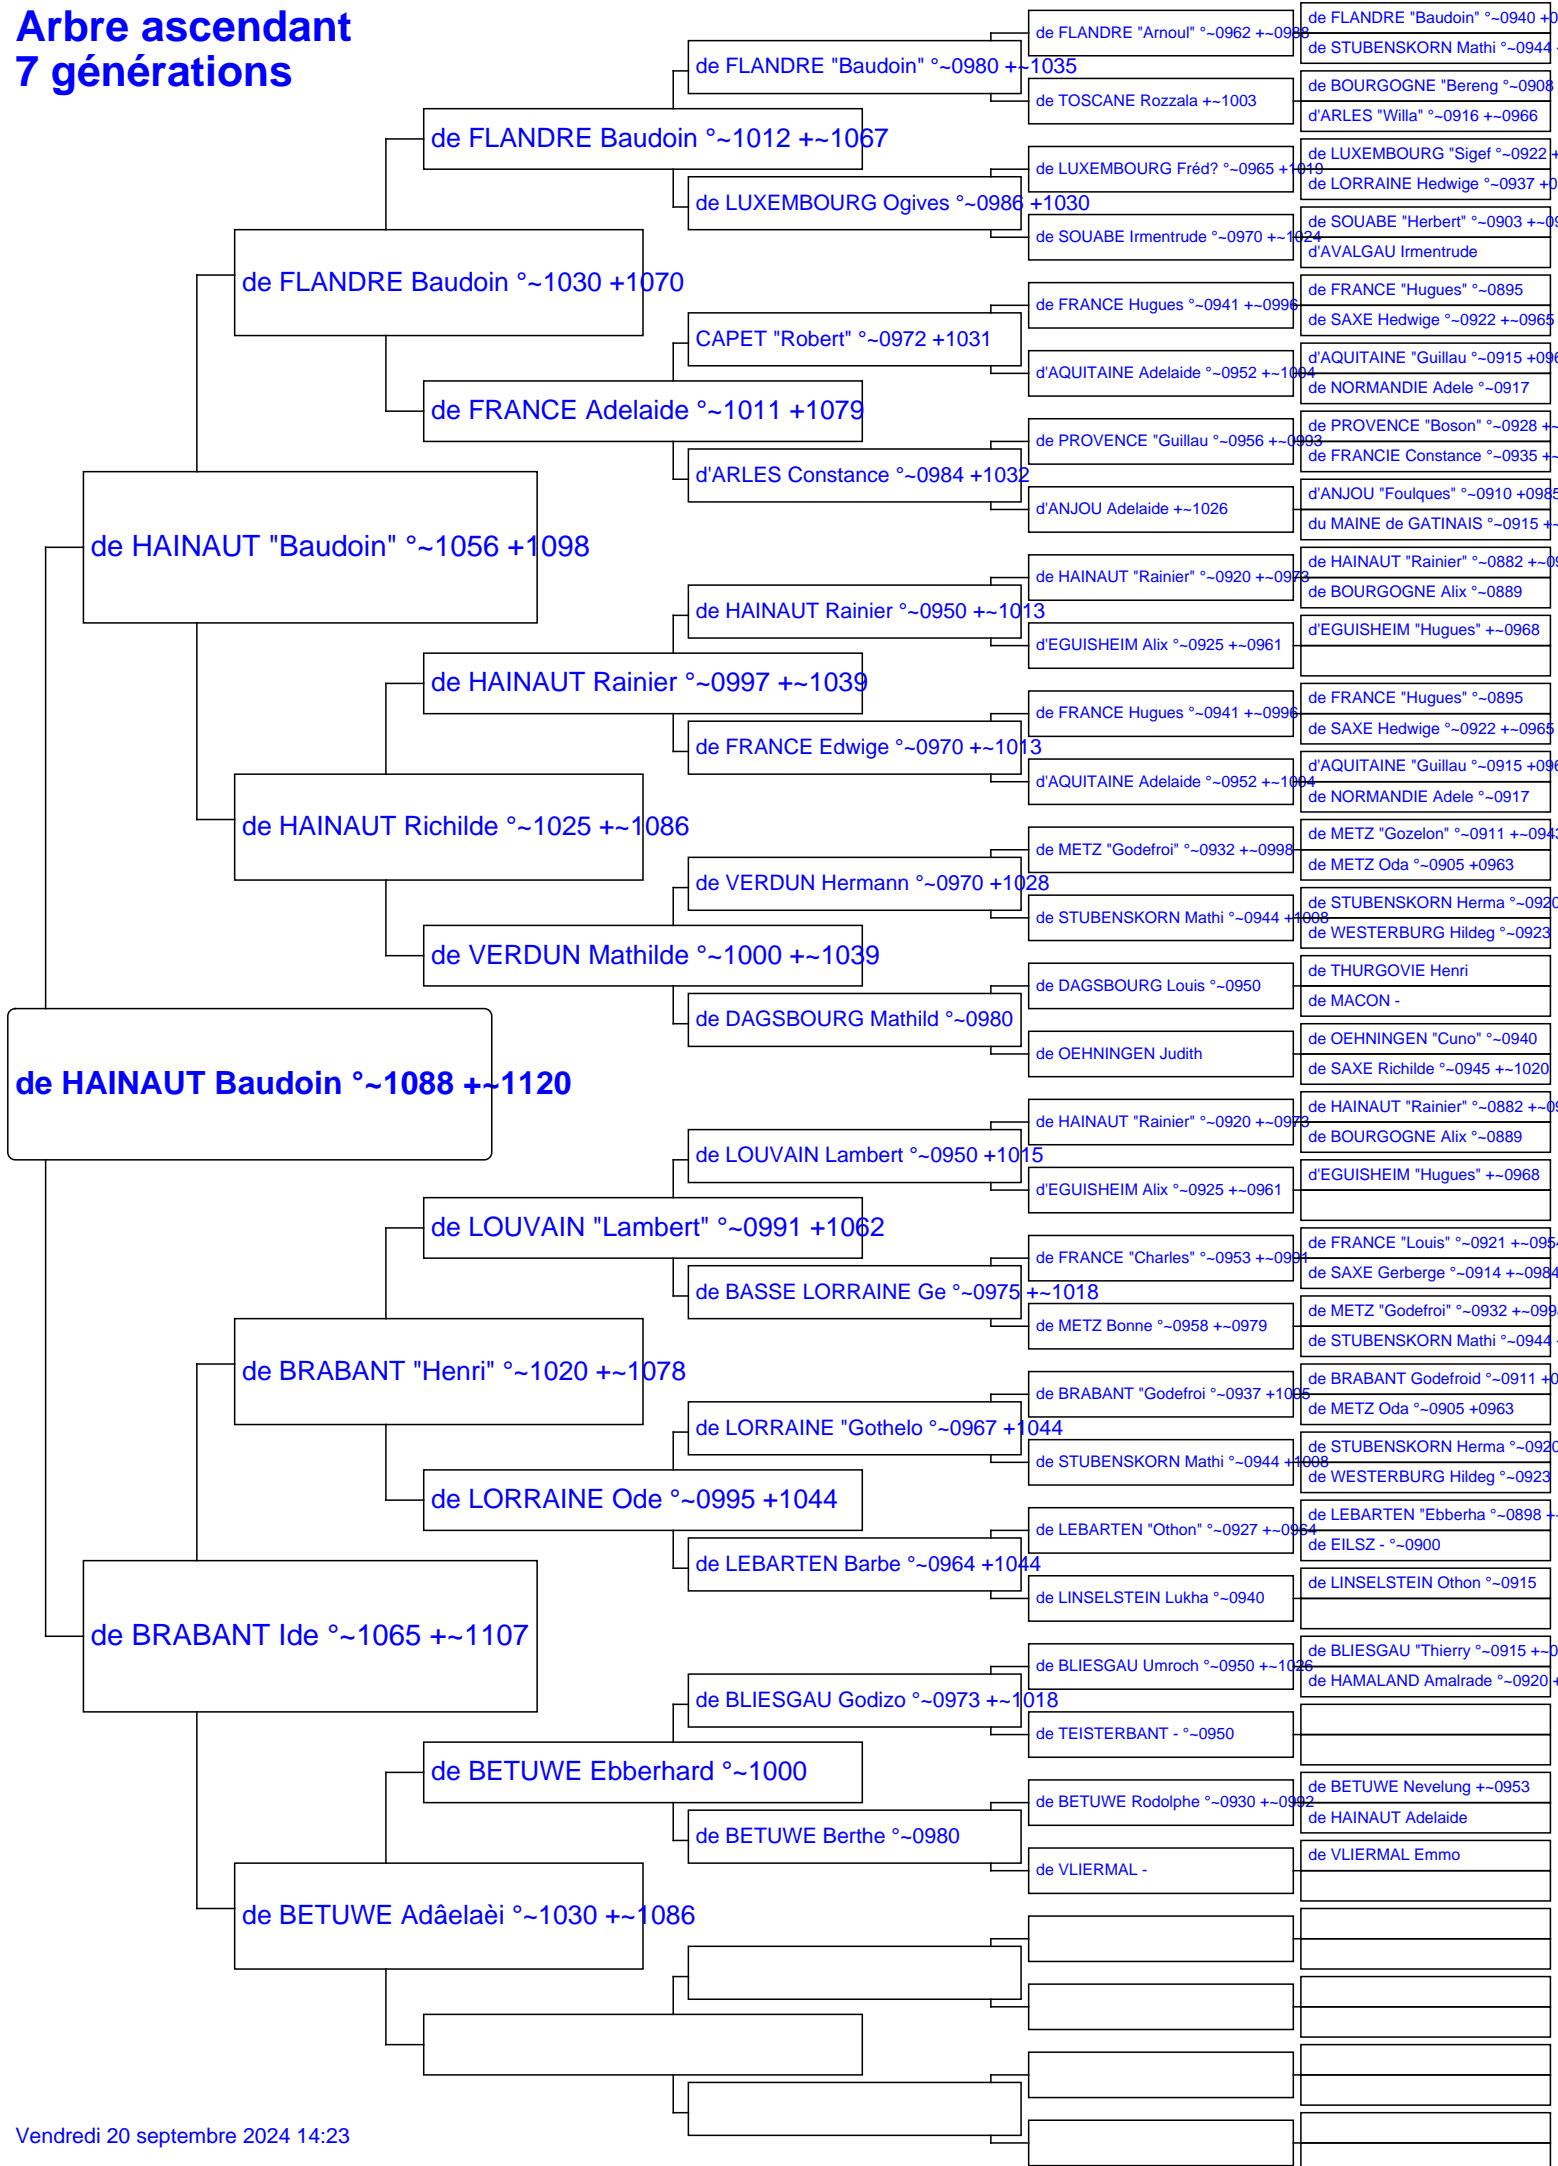 Arbre ascendant
7 générations
de HAINAUT Baudoin °~1088 +~1120
de HAINAUT "Baudoin" °~1056 +1098
de BRABANT Ide °~1065 +~1107
de FLANDRE Baudoin °~1030 +1070
de HAINAUT Richilde °~1025 +~1086
de BRABANT "Henri" °~1020 +~1078
de BETUWE Adâelaèi °~1030 +~1086
de FLANDRE Baudoin °~1012 +~1067
de FRANCE Adelaide °~1011 +1079
de HAINAUT Rainier °~0997 +~1039
de VERDUN Mathilde °~1000 +~1039
de LOUVAIN "Lambert" °~0991 +1062
de LORRAINE Ode °~0995 +1044
de BETUWE Ebberhard °~1000
de FLANDRE "Baudoin" °~0980 +~1035
de LUXEMBOURG Ogives °~0986 +1030
CAPET "Robert" °~0972 +1031
d'ARLES Constance °~0984 +1032
de HAINAUT Rainier °~0950 +~1013
de FRANCE Edwige °~0970 +~1013
de VERDUN Hermann °~0970 +1028
de DAGSBOURG Mathild °~0980
de LOUVAIN Lambert °~0950 +1015
de BASSE LORRAINE Ge °~0975 +~1018
de LORRAINE "Gothelo °~0967 +1044
de LEBARTEN Barbe °~0964 +1044
de BLIESGAU Godizo °~0973 +~1018
de BETUWE Berthe °~0980
de FLANDRE "Arnoul" °~0962 +~0988
de TOSCANE Rozzala +~1003
de LUXEMBOURG Fréd? °~0965 +1019
de SOUABE Irmentrude °~0970 +~1024
de FRANCE Hugues °~0941 +~0996
d'AQUITAINE Adelaide °~0952 +~1004
de PROVENCE "Guillau °~0956 +~0993
d'ANJOU Adelaide +~1026
de HAINAUT "Rainier" °~0920 +~0973
d'EGUISHEIM Alix °~0925 +~0961
de FRANCE Hugues °~0941 +~0996
d'AQUITAINE Adelaide °~0952 +~1004
de METZ "Godefroi" °~0932 +~0998
de STUBENSKORN Mathi °~0944 +1008
de DAGSBOURG Louis °~0950
de OEHNINGEN Judith
de HAINAUT "Rainier" °~0920 +~0973
d'EGUISHEIM Alix °~0925 +~0961
de FRANCE "Charles" °~0953 +~0991
de METZ Bonne °~0958 +~0979
de BRABANT "Godefroi °~0937 +1005
de STUBENSKORN Mathi °~0944 +1008
de LEBARTEN "Othon" °~0927 +~0964
de LINSELSTEIN Lukha °~0940
de BLIESGAU Umroch °~0950 +~1026
de TEISTERBANT - °~0950
de BETUWE Rodolphe °~0930 +~0992
de VLIERMAL -
de FLANDRE "Baudoin" °~0940 +0
de STUBENSKORN Mathi °~0944
de BOURGOGNE "Bereng °~0908
d'ARLES "Willa" °~0916 +~0966
de LUXEMBOURG "Sigef °~0922 +
de LORRAINE Hedwige °~0937 +0
de SOUABE "Herbert" °~0903 +~09
d'AVALGAU Irmentrude
de FRANCE "Hugues" °~0895
de SAXE Hedwige °~0922 +~0965
d'AQUITAINE "Guillau °~0915 +096
de NORMANDIE Adele °~0917
de PROVENCE "Boson" °~0928 +~
de FRANCIE Constance °~0935 +~
d'ANJOU "Foulques" °~0910 +0985
du MAINE de GATINAIS °~0915 +~
de HAINAUT "Rainier" °~0882 +~09
de BOURGOGNE Alix °~0889
d'EGUISHEIM "Hugues" +~0968
de FRANCE "Hugues" °~0895
de SAXE Hedwige °~0922 +~0965
d'AQUITAINE "Guillau °~0915 +096
de NORMANDIE Adele °~0917
de METZ "Gozelon" °~0911 +~0943
de METZ Oda °~0905 +0963
de STUBENSKORN Herma °~0920
de WESTERBURG Hildeg °~0923
de THURGOVIE Henri
de MACON -
de OEHNINGEN "Cuno" °~0940
de SAXE Richilde °~0945 +~1020
de HAINAUT "Rainier" °~0882 +~09
de BOURGOGNE Alix °~0889
d'EGUISHEIM "Hugues" +~0968
de FRANCE "Louis" °~0921 +~0954
de SAXE Gerberge °~0914 +~0984
de METZ "Godefroi" °~0932 +~099
de STUBENSKORN Mathi °~0944
de BRABANT Godefroid °~0911 +0
de METZ Oda °~0905 +0963
de STUBENSKORN Herma °~0920
de WESTERBURG Hildeg °~0923
de LEBARTEN "Ebberha °~0898 +~
de EILSZ - °~0900
de LINSELSTEIN Othon °~0915
de BLIESGAU "Thierry °~0915 +~0
de HAMALAND Amalrade °~0920 +
de BETUWE Nevelung +~0953
de HAINAUT Adelaide
de VLIERMAL Emmo
Vendredi 20 septembre 2024 14:23